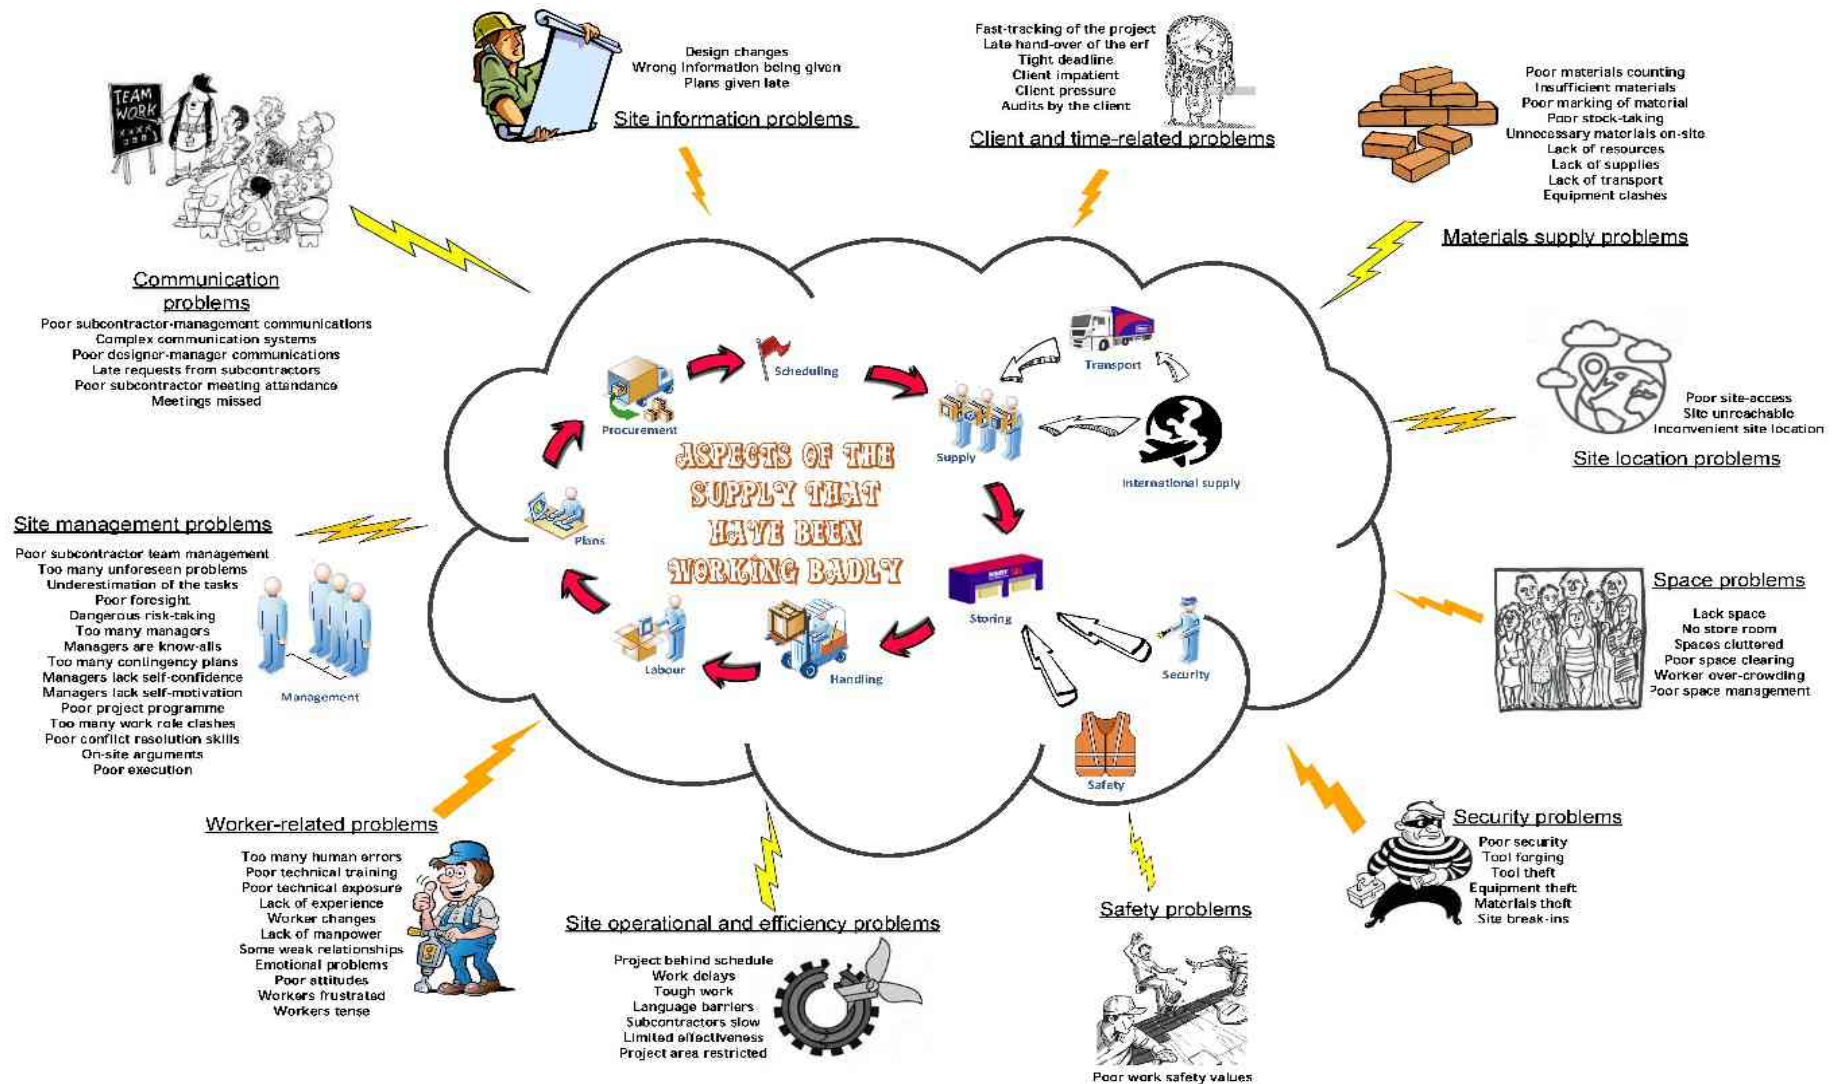 Design changes
Wrong information being given
Plans given late
Site information problems
Fast-tracking of the project
Late hand-over of the erf
Tight deadline
Client impatient
Client pressure
Audits by the client
Client and time-related problems
Poor materials counting
Insufficient materials
Poor marking of material
Poor stock-taking
Unnecessary materials on-site
Lack of resources
Lack of supplies
Lack of transport
Equipment clashes
Materials supply problems
TEAM
WORK
Communication
problems
Poor subcontractor-management communications
Complex communication systems
Poor designer-manager communications
Late requests from subcontractors
Poor subcontractor meeting attendance
Meetings missed
Procurement
Scheduling
Supply
Transport
International supply
Plans
ASPECTS OF THE
SUPPLY THAT
HAVE BEEN
WORKING BADLY
Storing
Labour
Handling
Security
Safety
Poor site-access
Site unreachable
Inconvenient site location
Site location problems
Site management problems
Poor subcontractor team management
Too many unforeseen problems
Underestimation of the tasks
Poor foresight
Dangerous risk-taking
Too many managers
Managers are know-alls
Too many contingency plans
Managers lack self-confidence
Managers lack self-motivation
Poor project programme
Too many work role clashes
Poor conflict resolution skills
On-site arguments
Poor execution
Management
Space problems
Lack space
No store room
Spaces cluttered
Poor space clearing
Worker over-crowding
Poor space management
Worker-related problems
Too many human errors
Poor technical training
Poor technical exposure
Lack of experience
Worker changes
Lack of manpower
Some weak relationships
Emotional problems
Poor attitudes
Workers frustrated
Workers tense
Site operational and efficiency problems
Project behind schedule
Work delays
Tough work
Language barriers
Subcontractors slow
Limited effectiveness
Project area restricted
Safety problems
Poor work safety values
Security problems
Poor security
Tool forging
Tool theft
Equipment theft
Materials theft
Site break-ins